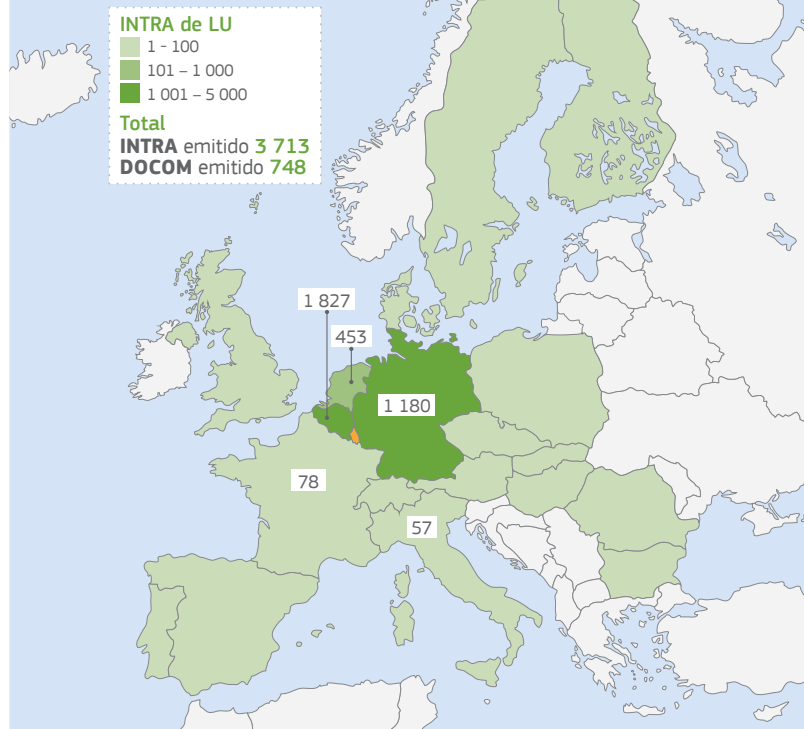 INTRA de LU
1 - 100
101 – 1 000
1 001 – 5 000
Total
INTRA emitido 3 713
DOCOM emitido 748
1 827
453
1 180
78
57